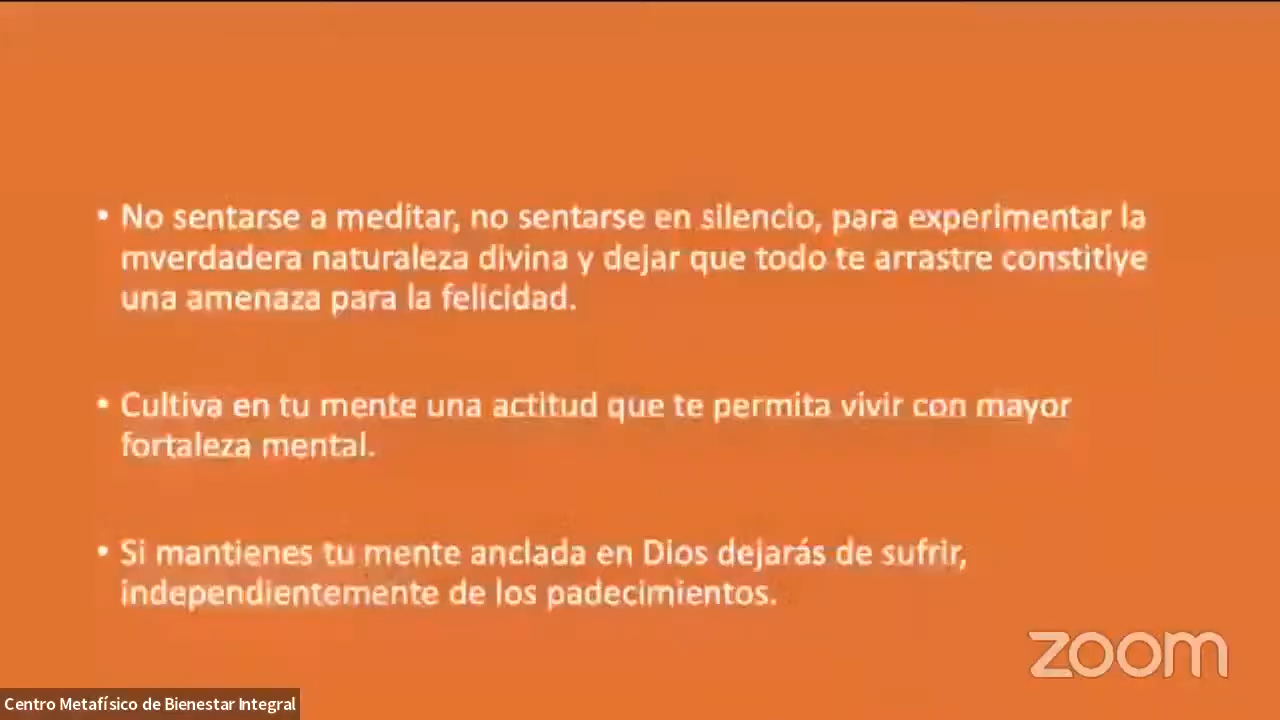 • No sentarse a meditar, no sentarse en silencio, para experimentar la
mverdadera naturaleza divina y dejar que todo te arrastre constitiye
una amenaza para la felicidad.
• Cultiva en tu mente una actitud que te permita vivir con mayor
fortaleza mental.
• Si mantienes tu mente anclada en Dios dejarás de sufrir,
independientemente de los padecimientos.
zoom
Centro Metafísico de Bienestar Integral